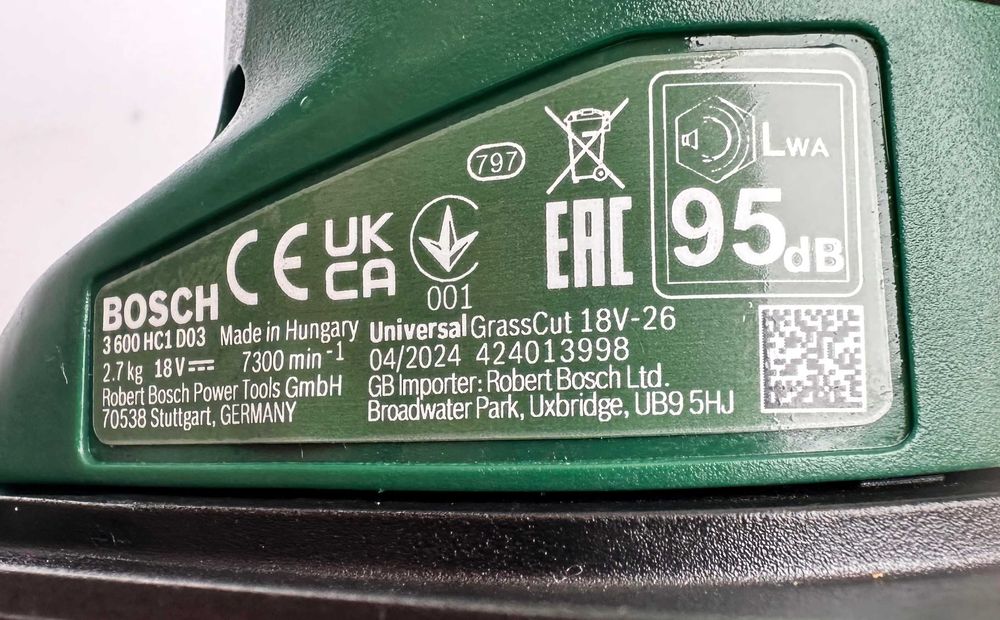 797
CE
UK
CA
001
EAC
LWA
95dB
BOSCH
3 600 HC1 D03
Made in Hungary
2.7 kg 18 V⎓ 7300 min⁻¹
Robert Bosch Power Tools GmbH
70538 Stuttgart, GERMANY
UniversalGrassCut 18V-26
04/2024 424013998
GB Importer: Robert Bosch Ltd.
Broadwater Park, Uxbridge, UB9 5HJ